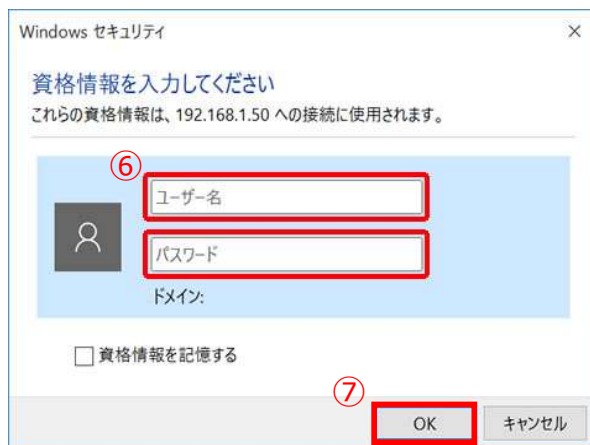 Windows セキュリティ
資格情報を入力してください
これらの資格情報は、192.168.1.50 への接続に使用されます。
⑥
ユーザー名
パスワード
ドメイン:
資格情報を記憶する
⑦
OK
キャンセル